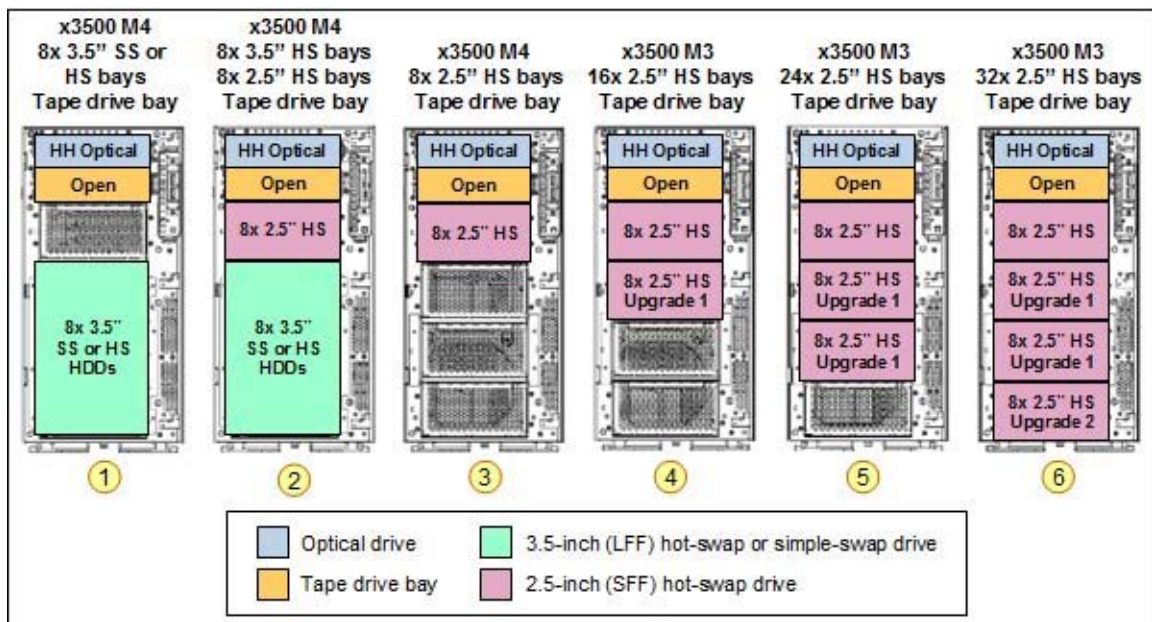 x3500 M4
8x 3.5” SS or
HS bays
Tape drive bay
x3500 M4
8x 3.5” HS bays
8x 2.5” HS bays
Tape drive bay
x3500 M4
8x 2.5” HS bays
Tape drive bay
x3500 M3
16x 2.5” HS bays
Tape drive bay
x3500 M3
24x 2.5” HS bays
Tape drive bay
x3500 M3
32x 2.5” HS bays
Tape drive bay
HH Optical
Open
8x 3.5”
SS or HS
HDDs
1
HH Optical
Open
8x 2.5” HS
8x 3.5”
SS or HS
HDDs
2
HH Optical
Open
8x 2.5” HS
3
HH Optical
Open
8x 2.5” HS
8x 2.5” HS
Upgrade 1
4
HH Optical
Open
8x 2.5” HS
8x 2.5” HS
Upgrade 1
8x 2.5” HS
Upgrade 1
5
HH Optical
Open
8x 2.5” HS
8x 2.5” HS
Upgrade 1
8x 2.5” HS
Upgrade 1
8x 2.5” HS
Upgrade 2
6
Optical drive
Tape drive bay
3.5-inch (LFF) hot-swap or simple-swap drive
2.5-inch (SFF) hot-swap drive